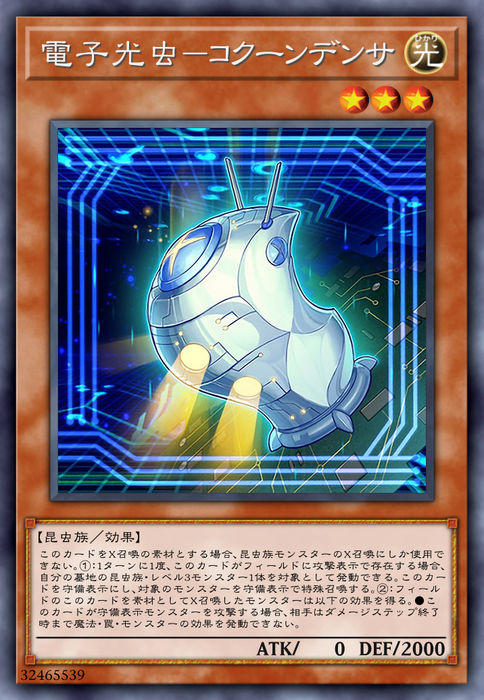 電子光虫－コクーンデンサ
ひかり
光
【昆虫族／効果】
このカードをX召喚の素材とする場合、昆虫族モンスターのX召喚にしか使用で
きない。①:1ターンに1度、このカードがフィールドに攻撃表示で存在する場合、
自分の墓地の昆虫族・レベル3モンスター1体を対象として発動できる。このカード
を守備表示にし、対象のモンスターを守備表示で特殊召喚する。②:フィール
ドのこのカードを素材としてX召喚したモンスターは以下の効果を得る。●こ
のカードが守備表示モンスターを攻撃する場合、相手はダメージステップ終了
時まで魔法・罠・モンスターの効果を発動できない。
ATK/ 0 DEF/2000
32465539